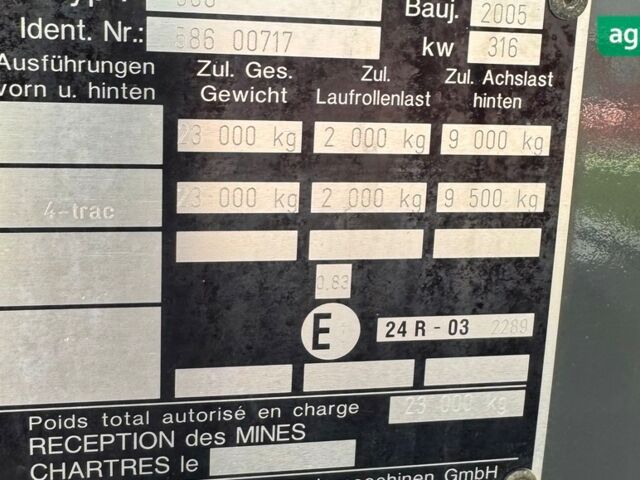 Bauj. 2005
Ident. Nr.: 586 00717
kw 316
ag
Ausführungen vorn u. hinten
Zul. Ges. Gewicht
Zul. Laufrollenlast
Zul. Achslast hinten
23 000 kg 2 000 kg 9 000 kg
4-trac 23 000 kg 2 000 kg 9 500 kg
0.83
E 24 R - 03 2289
Poids total autorisé en charge 23 000 kg
RECEPTION des MINES
CHARTRES le
GmbH